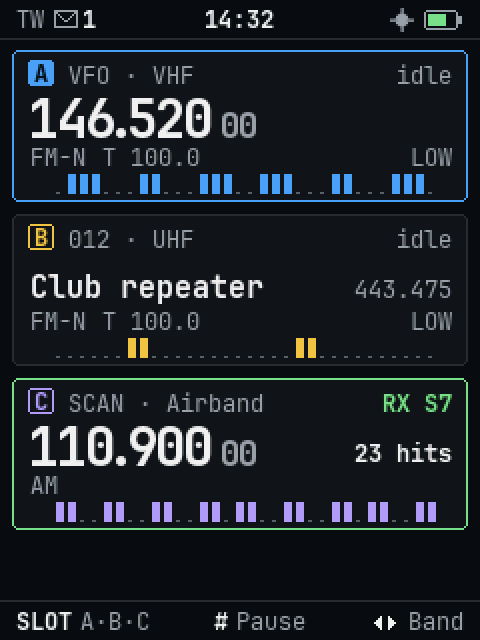 TW 1 14:32
A VFO · VHF idle
146.520 00
FM-N T 100.0 LOW
B 012 · UHF idle
Club repeater 443.475
FM-N T 100.0 LOW
C SCAN · Airband RX S7
110.900 00 23 hits
AM
SLOT A·B·C # Pause Band